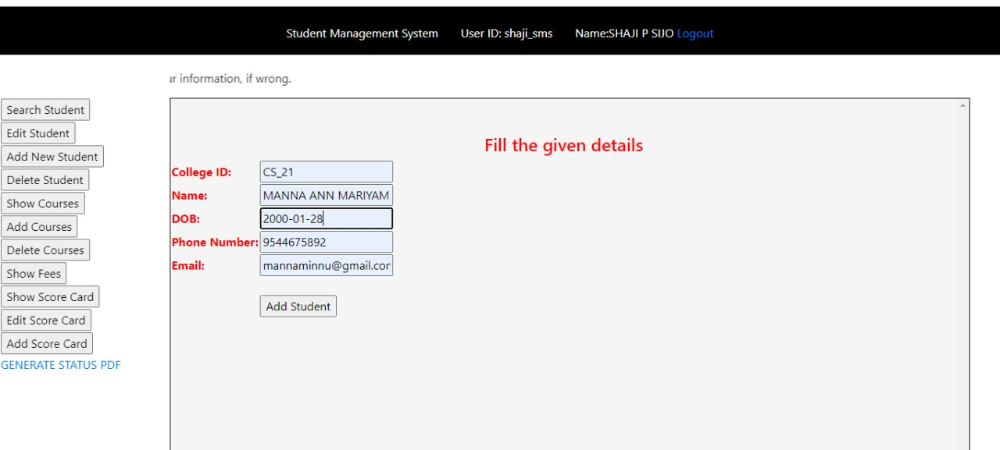 Student Management System User ID: shaji_sms Name:SHAJI P SIJO Logout
information, if wrong.
Search Student
Edit Student
Add New Student
Delete Student
Show Courses
Add Courses
Delete Courses
Show Fees
Show Score Card
Edit Score Card
Add Score Card
GENERATE STATUS PDF
Fill the given details
College ID: CS_21
Name: MANNA ANN MARIYAM
DOB: 2000-01-28
Phone Number: 9544675892
Email: mannaminnu@gmail.cor
Add Student